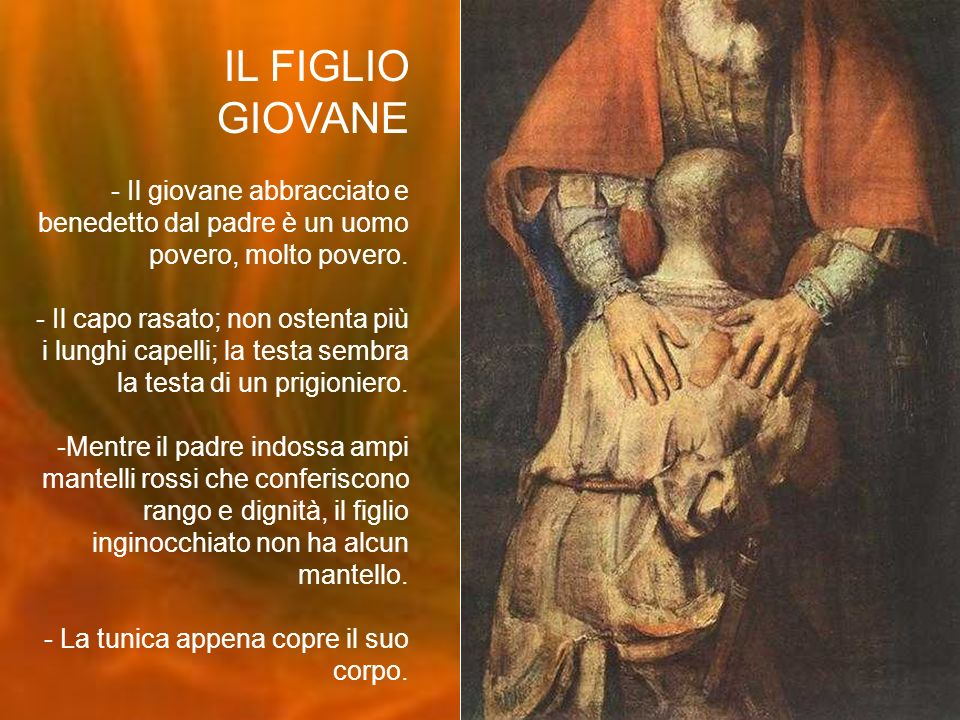 IL FIGLIO
GIOVANE
- Il giovane abbracciato e
benedetto dal padre è un uomo
povero, molto povero.
- Il capo rasato; non ostenta più
i lunghi capelli; la testa sembra
la testa di un prigioniero.
-Mentre il padre indossa ampi
mantelli rossi che conferiscono
rango e dignità, il figlio
inginocchiato non ha alcun
mantello.
- La tunica appena copre il suo
corpo.